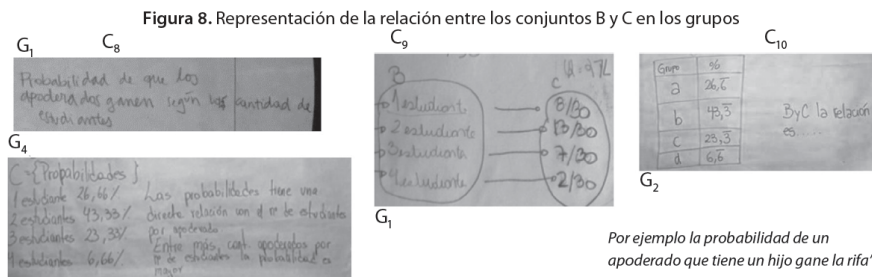 Figura 8. Representación de la relación entre los conjuntos B y C en los grupos
G1 C8
Probabilidad de que los
apoderados ganen según la cantidad de
estudiantes
G4
C={Propabilidades}
1 estudiante 26,66%
2 estudiantes 43,33%
3 estudiantes 23,33%
4 estudiantes 6,66%
Las probabilidades tiene una
directa relación con el nº de estudiantes
por apoderado
Entre más, cant. apoderados por
nº de estudiantes la probabilidad es
mayor
C9
B
C
1 estudiante 8/30
2 estudiante 13/30
3 estudiante 7/30
4 estudiante 2/30
G1
C10
Grupo %
a 26,6
b 43,3
c 23,3
d 6,6
B y C la relación
es......
G2
Por ejemplo la probabilidad de un
apoderado que tiene un hijo gane la rifa"